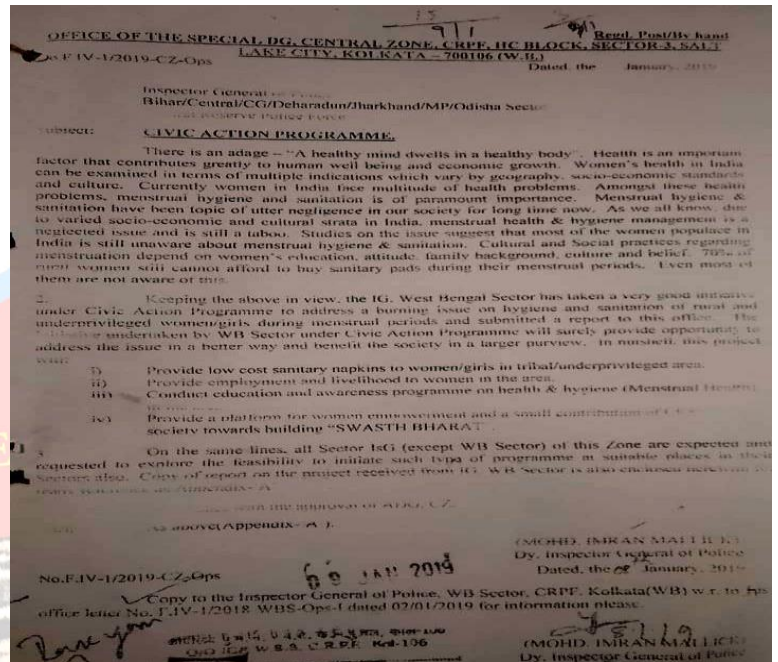 15
9/1
Regd. Post/By hand
OFFICE OF THE SPECIAL DG, CENTRAL ZONE, CRPF, HC BLOCK, SECTOR-3, SALT
LAKE CITY, KOLKATA – 700106 (W.B.)
No.F.IV-1/2019-CZ-Ops Dated, the January, 2019
Inspector General of Police
Bihar/Central/CG/Deharadun/Jharkhand/MP/Odisha Sector
Central Reserve Police Force
Subject: CIVIC ACTION PROGRAMME.
There is an adage – "A healthy mind dwells in a healthy body". Health is an important
factor that contributes greatly to human well being and economic growth. Women's health in India
can be examined in terms of multiple indications which vary by geography, socio-economic standards
and culture. Currently women in India face multitude of health problems. Amongst these health
problems, menstrual hygiene and sanitation is of paramount importance. Menstrual hygiene &
sanitation have been topic of utter negligence in our society for long time now. As we all know, due
to varied socio-economic and cultural strata in India, menstrual health & hygiene management is a
neglected issue and is still a taboo. Studies on the issue suggest that most of the women populace in
India is still unaware about menstrual hygiene & sanitation. Cultural and Social practices regarding
menstruation depend on women's education, attitude, family background, culture and belief. 70% of
rural women still cannot afford to buy sanitary pads during their menstrual periods. Even most of
them are not aware of this.
2. Keeping the above in view, the IG, West Bengal Sector has taken a very good initiative
under Civic Action Programme to address a burning issue on hygiene and sanitation of rural and
underprivileged women/girls during menstrual periods and submitted a report to this office. The
initiative undertaken by WB Sector under Civic Action Programme will surely provide opportunity to
address the issue in a better way and benefit the society in a larger purview. In nutshell, this project
will:
i) Provide low cost sanitary napkins to women/girls in tribal/underprivileged area.
ii) Provide employment and livelihood to women in the area.
iii) Conduct education and awareness programme on health & hygiene (Menstrual Health)
iv) Provide a platform for women empowerment and a small contribution of
society towards building "SWASTH BHARAT".
3 On the same lines, all Sector IsG (except WB Sector) of this Zone are expected and
requested to explore the feasibility to initiate such type of programme at suitable places in their
Sectors also. Copy of report on the project received from IG, WB Sector is also enclosed herewith
as Appendix- A
with the approval of ADG, CZ.
As above(Appendix- A ).
(MOHD. IMRAN MALLICK)
Dy. Inspector General of Police
No.F.IV-1/2019-CZ-Ops 09 JAN 2019 Dated, the 08 January, 2019
Copy to the Inspector General of Police, WB Sector, CRPF, Kolkata(WB) w.r. to his
office letter No. F.IV-1/2018-WBS-Ops-I dated 02/01/2019 for information please.
8/1/19
O/O IGP W.B.S. C.R.P.F. Kol-106
(MOHD. IMRAN MALLICK)
Dy. Inspector General of Police